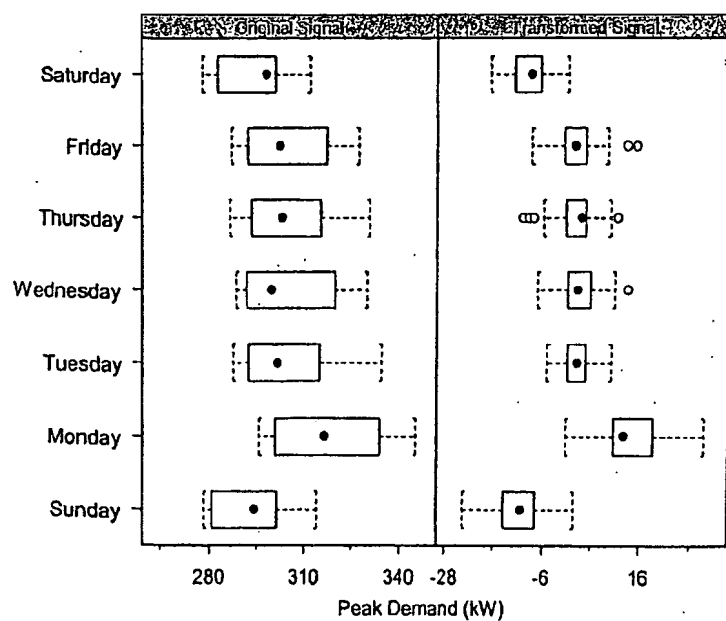 Original Signal
Transformed Signal
Saturday
Friday
Thursday
Wednesday
Tuesday
Monday
Sunday
280 310 340 -28 -6 16
Peak Demand (kW)